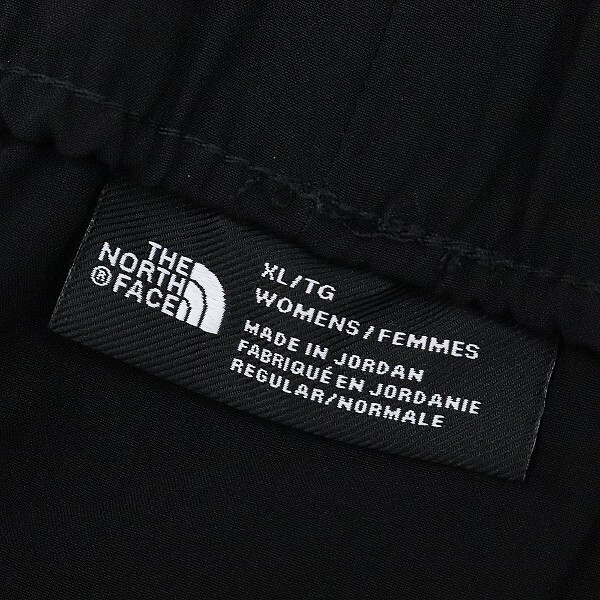 THE
NORTH
FACE
®
XL/TG
WOMENS/FEMMES
MADE IN JORDAN
FABRIQUÉ EN JORDANIE
REGULAR/NORMALE